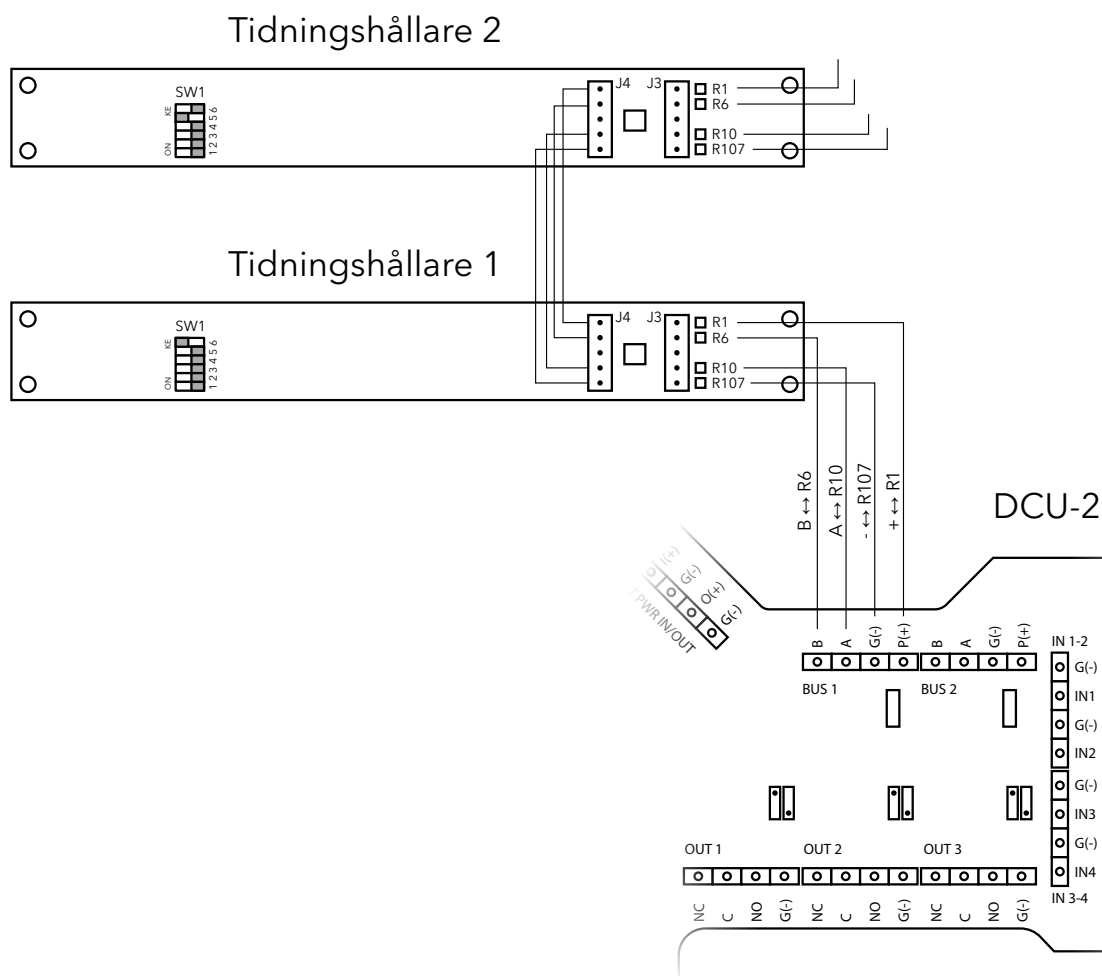 Tidningshållare 2
SW1
KE
ON
1 2 3 4 5 6
J4
J3
R1
R6
R10
R107
Tidningshållare 1
SW1
KE
ON
1 2 3 4 5 6
J4
J3
R1
R6
R10
R107
B ↔ R6
A ↔ R10
- ↔ R107
+ ↔ R1
DCU-2
I(+)
G(-)
O(+)
G(-)
T PWR IN/OUT
B
A
G(-)
P(+)
B
A
G(-)
P(+)
BUS 1
BUS 2
IN 1-2
G(-)
IN1
G(-)
IN2
G(-)
IN3
G(-)
IN4
IN 3-4
OUT 1
OUT 2
OUT 3
NC
C
NO
G(-)
NC
C
NO
G(-)
NC
C
NO
G(-)